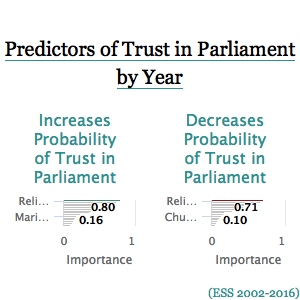 Predictors of Trust in Parliament
by Year
Increases
Probability
of Trust in
Parliament
Reli...
0.80
Mari...
0.16
0
1
Importance
Decreases
Probability
of Trust in
Parliament
Reli...
0.71
Chu...
0.10
0
1
Importance
(ESS 2002-2016)